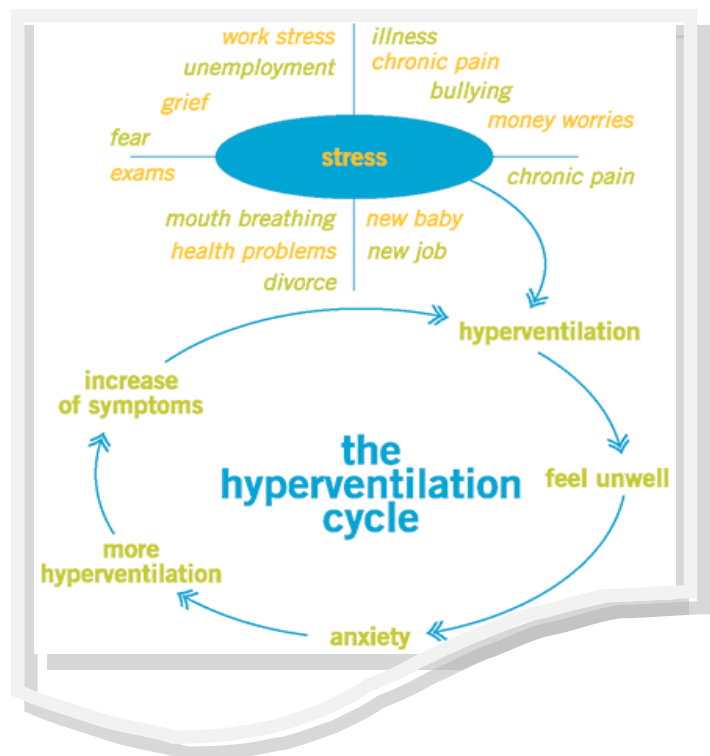 work stress
illness
unemployment
chronic pain
bullying
grief
money worries
fear
stress
exams
chronic pain
mouth breathing
new baby
health problems
new job
divorce
hyperventilation
increase
of symptoms
the
hyperventilation
cycle
feel unwell
more
hyperventilation
anxiety